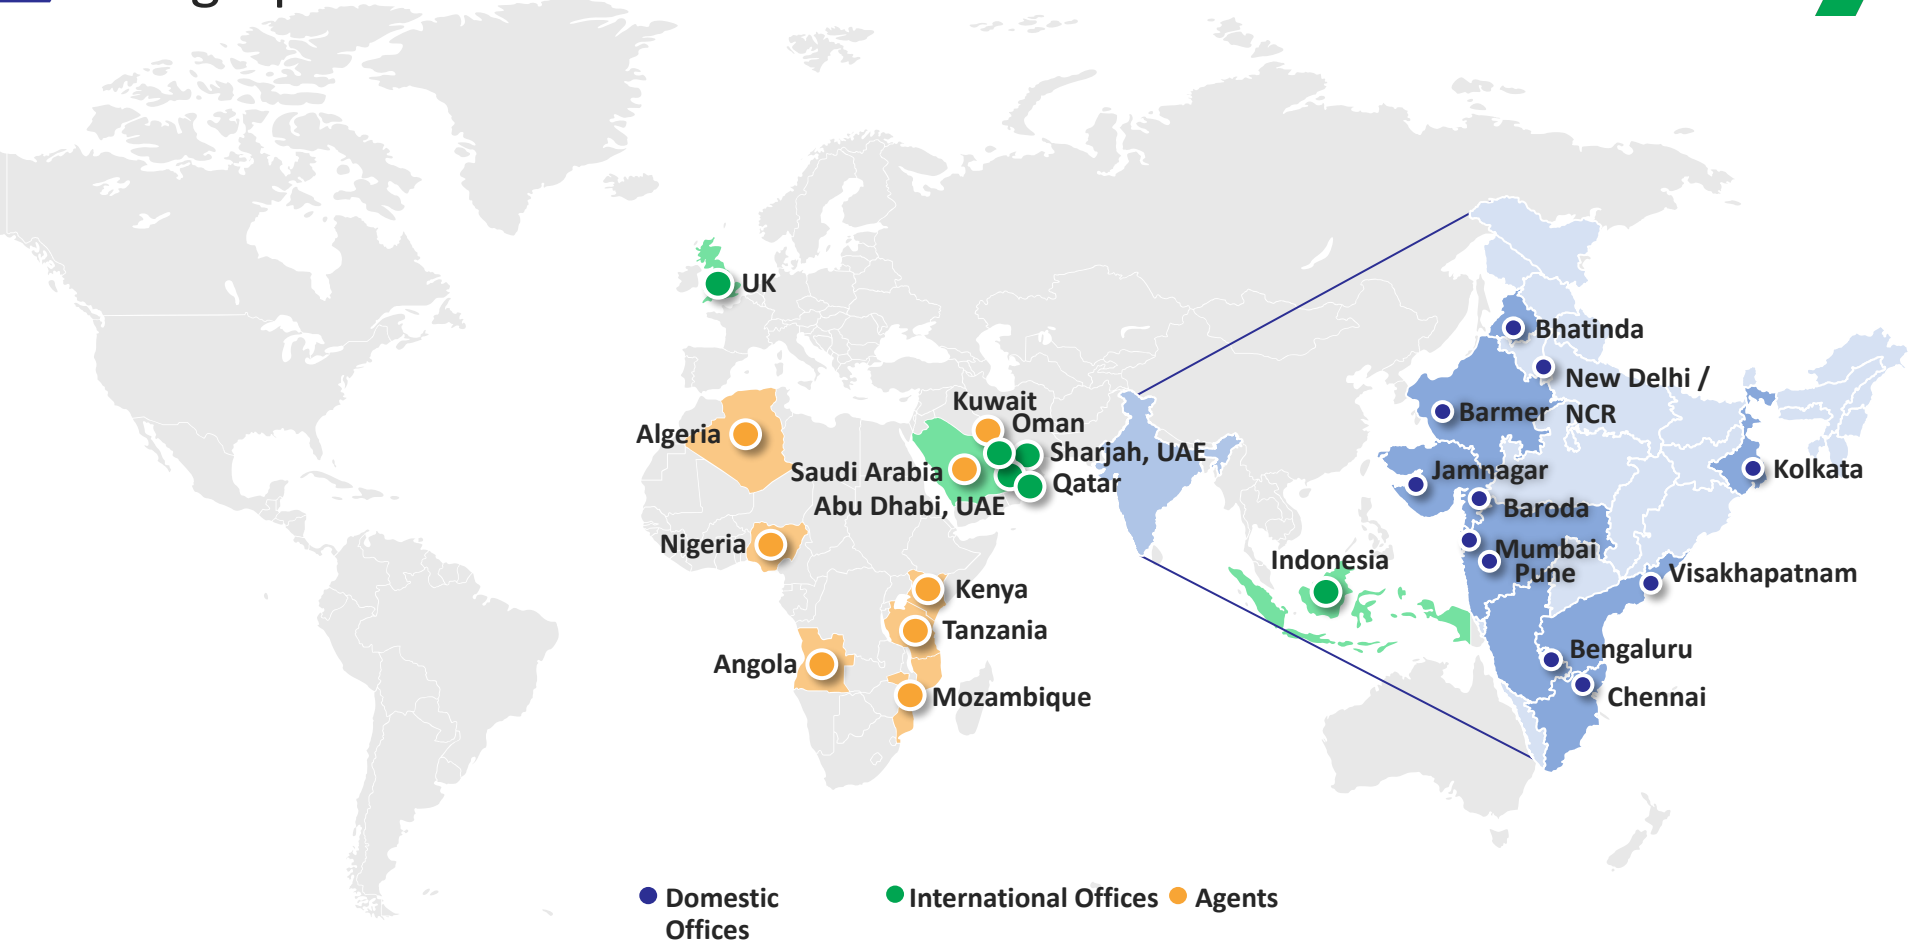 UK
Algeria
Kuwait
Oman
Saudi Arabia
Sharjah, UAE
Abu Dhabi, UAE
Qatar
Nigeria
Kenya
Tanzania
Angola
Mozambique
Indonesia
Bhatinda
New Delhi /
NCR
Barmer
Jamnagar
Kolkata
Baroda
Mumbai
Pune
Visakhapatnam
Bengaluru
Chennai
Domestic
Offices
International Offices
Agents